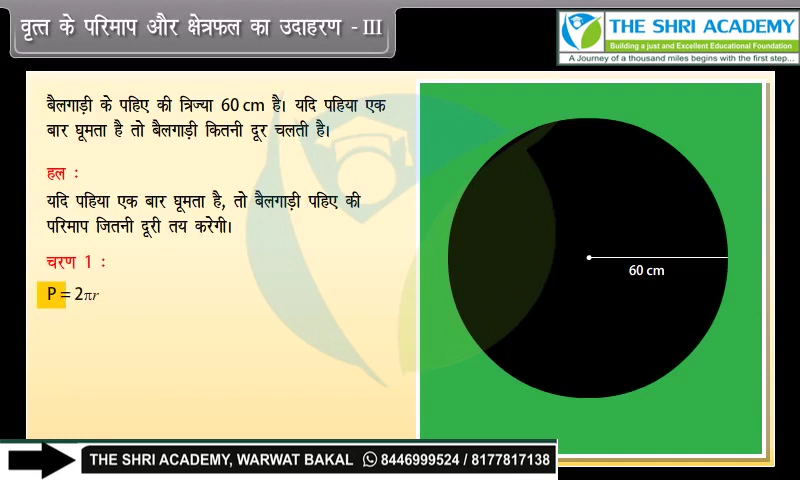 वृत्त के परिमाप और क्षेत्रफल का उदाहरण - III
THE SHRI ACADEMY
Building a just and Excellent Educational Foundation
A Journey of a thousand miles begins with the first step...
बैलगाड़ी के पहिए की त्रिज्या 60 cm है। यदि पहिया एक
बार घूमता है तो बैलगाड़ी कितनी दूर चलती है।
हल :
यदि पहिया एक बार घूमता है, तो बैलगाड़ी पहिए की
परिमाप जितनी दूरी तय करेगी।
चरण 1 :
P = 2πr
60 cm
THE SHRI ACADEMY, WARWAT BAKAL 8446999524 / 8177817138